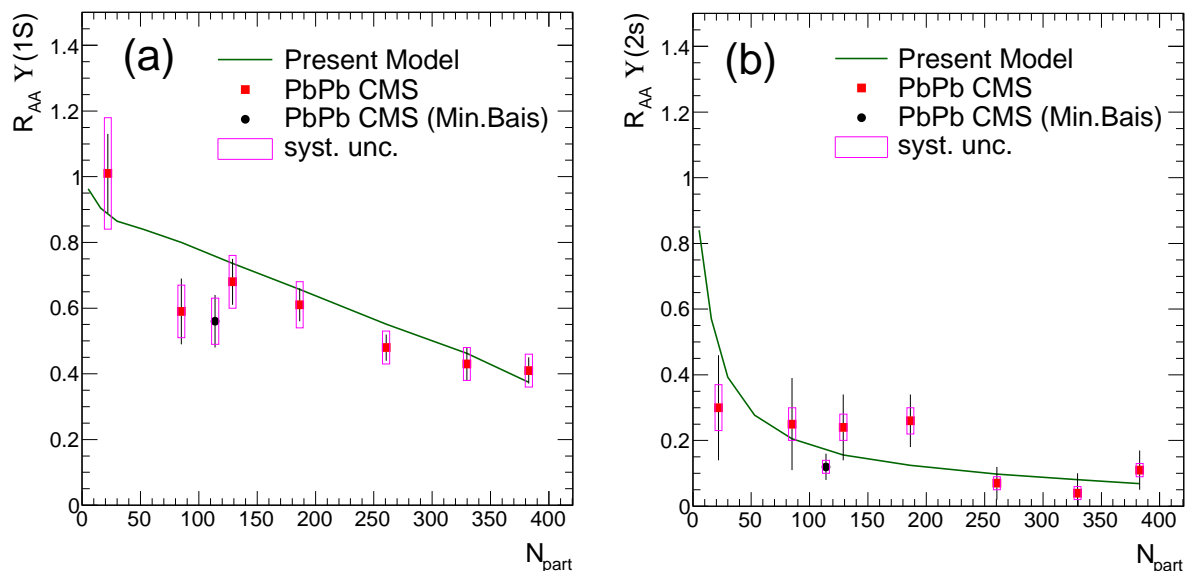 (a)
Present Model
PbPb CMS
PbPb CMS (Min.Bais)
syst. unc.
R_AA ϒ (1S)
1.4
1.2
1
0.8
0.6
0.4
0.2
0
0 50 100 150 200 250 300 350 400
N_part
(b)
Present Model
PbPb CMS
PbPb CMS (Min.Bais)
syst. unc.
R_AA ϒ (2s)
1.4
1.2
1
0.8
0.6
0.4
0.2
0
0 50 100 150 200 250 300 350 400
N_part